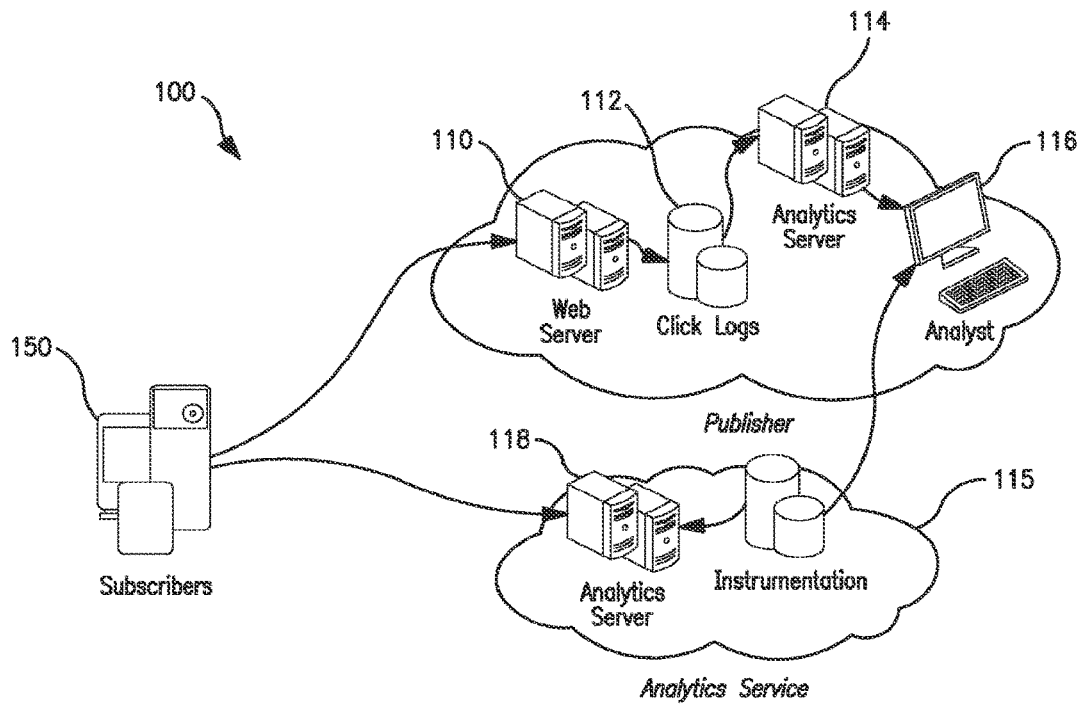 114
100
112
116
110
Analytics
Server
Web
Server
Click Logs
Analyst
150
Publisher
118
115
Subscribers
Analytics
Server
Instrumentation
Analytics Service